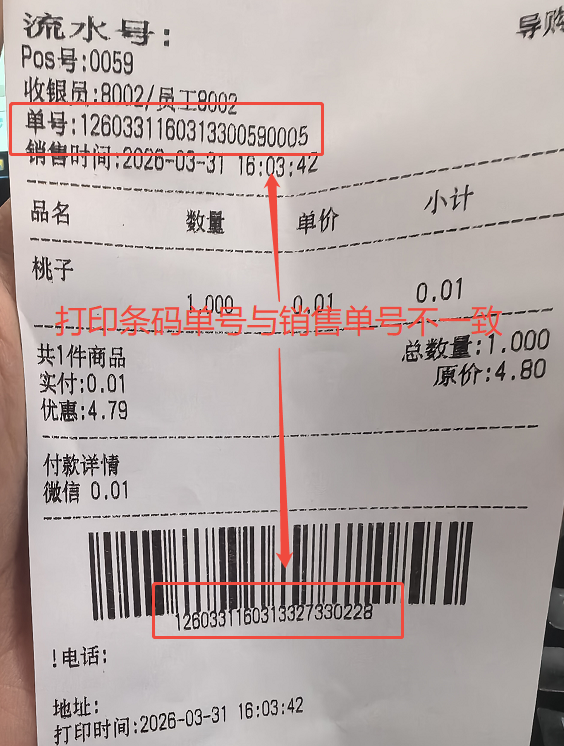 流水号:
导购
Pos号:0059
收银员:8002/员工8002
单号:1260331160313300590005
销售时间:2026-03-31 16:03:42
品名 数量 单价 小计
桃子
1.000 0.01 0.01
打印条码单号与销售单号不一致
共1件商品 总数量:1.000
实付:0.01 原价:4.80
优惠:4.79
付款详情
微信 0.01
1260331160313327330228
!电话:
地址:
打印时间:2026-03-31 16:03:42